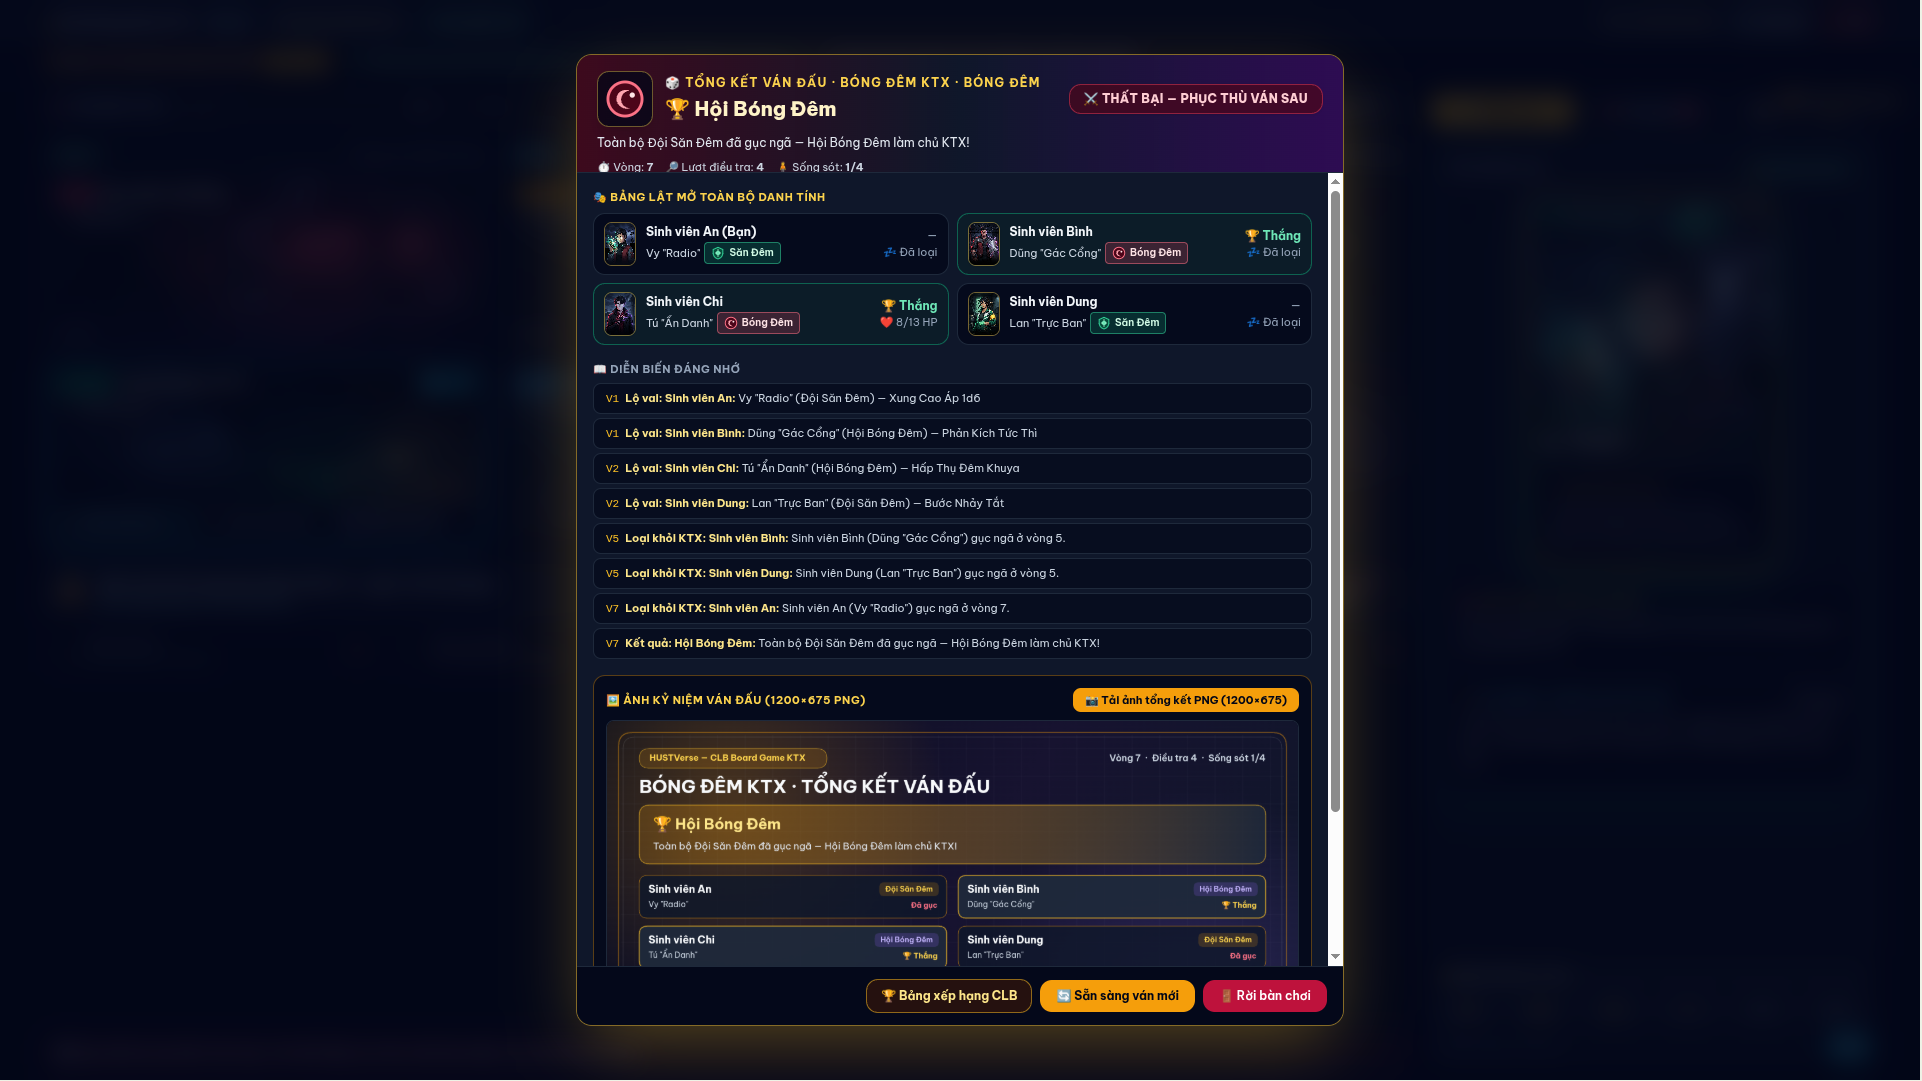 🎲 TỔNG KẾT VÁN ĐẤU · BÓNG ĐÊM KTX · BÓNG ĐÊM
🏆 Hội Bóng Đêm
⚔️ THẤT BẠI — PHỤC THÙ VÁN SAU
Toàn bộ Đội Săn Đêm đã gục ngã — Hội Bóng Đêm làm chủ KTX!
⏱️ Vòng: 7 🔎 Lượt điều tra: 4 🧍 Sống sót: 1/4
🎭 BẢNG LẬT MỞ TOÀN BỘ DANH TÍNH
Sinh viên An (Bạn)
—
Vy "Radio" Săn Đêm
💤 Đã loại
Sinh viên Bình
🏆 Thắng
Dũng "Gác Cổng" Bóng Đêm
💤 Đã loại
Sinh viên Chi
🏆 Thắng
Tú "Ẩn Danh" Bóng Đêm
❤️ 8/13 HP
Sinh viên Dung
—
Lan "Trực Ban" Săn Đêm
💤 Đã loại
📖 DIỄN BIẾN ĐÁNG NHỚ
V1 Lộ vai: Sinh viên An: Vy "Radio" (Đội Săn Đêm) — Xung Cao Áp 1d6
V1 Lộ vai: Sinh viên Bình: Dũng "Gác Cổng" (Hội Bóng Đêm) — Phản Kích Tức Thì
V2 Lộ vai: Sinh viên Chi: Tú "Ẩn Danh" (Hội Bóng Đêm) — Hấp Thụ Đêm Khuya
V2 Lộ vai: Sinh viên Dung: Lan "Trực Ban" (Đội Săn Đêm) — Bước Nhảy Tắt
V5 Loại khỏi KTX: Sinh viên Bình: Sinh viên Bình (Dũng "Gác Cổng") gục ngã ở vòng 5.
V5 Loại khỏi KTX: Sinh viên Dung: Sinh viên Dung (Lan "Trực Ban") gục ngã ở vòng 5.
V7 Loại khỏi KTX: Sinh viên An: Sinh viên An (Vy "Radio") gục ngã ở vòng 7.
V7 Kết quả: Hội Bóng Đêm: Toàn bộ Đội Săn Đêm đã gục ngã — Hội Bóng Đêm làm chủ KTX!
🖼️ ẢNH KỶ NIỆM VÁN ĐẤU (1200×675 PNG)
📷 Tải ảnh tổng kết PNG (1200×675)
HUSTVerse — CLB Board Game KTX
Vòng 7 · Điều tra 4 · Sống sót 1/4
BÓNG ĐÊM KTX · TỔNG KẾT VÁN ĐẤU
🏆 Hội Bóng Đêm
Toàn bộ Đội Săn Đêm đã gục ngã — Hội Bóng Đêm làm chủ KTX!
Sinh viên An
Đội Săn Đêm
Vy "Radio"
Đã gục
Sinh viên Bình
Hội Bóng Đêm
Dũng "Gác Cổng"
🏆 Thắng
Sinh viên Chi
Hội Bóng Đêm
Tú "Ẩn Danh"
🏆 Thắng
Sinh viên Dung
Đội Săn Đêm
Lan "Trực Ban"
Đã gục
🏆 Bảng xếp hạng CLB
🔄 Sẵn sàng ván mới
🚪 Rời bàn chơi